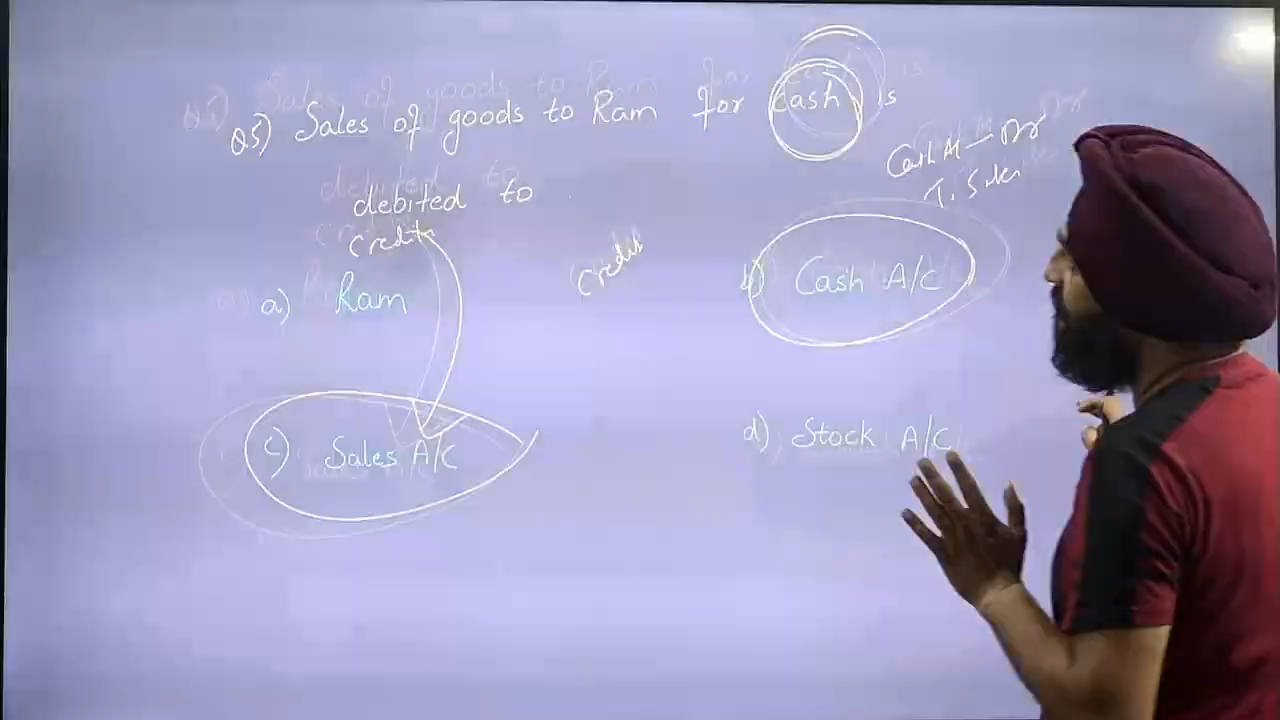 Q5) Sales of goods to Ram for Cash is
debited to
Credit
a) Ram
b) Cash A/C
c) Sales A/C
d) Stock A/C
Credit
Cash A/c — Dr
T. Sales